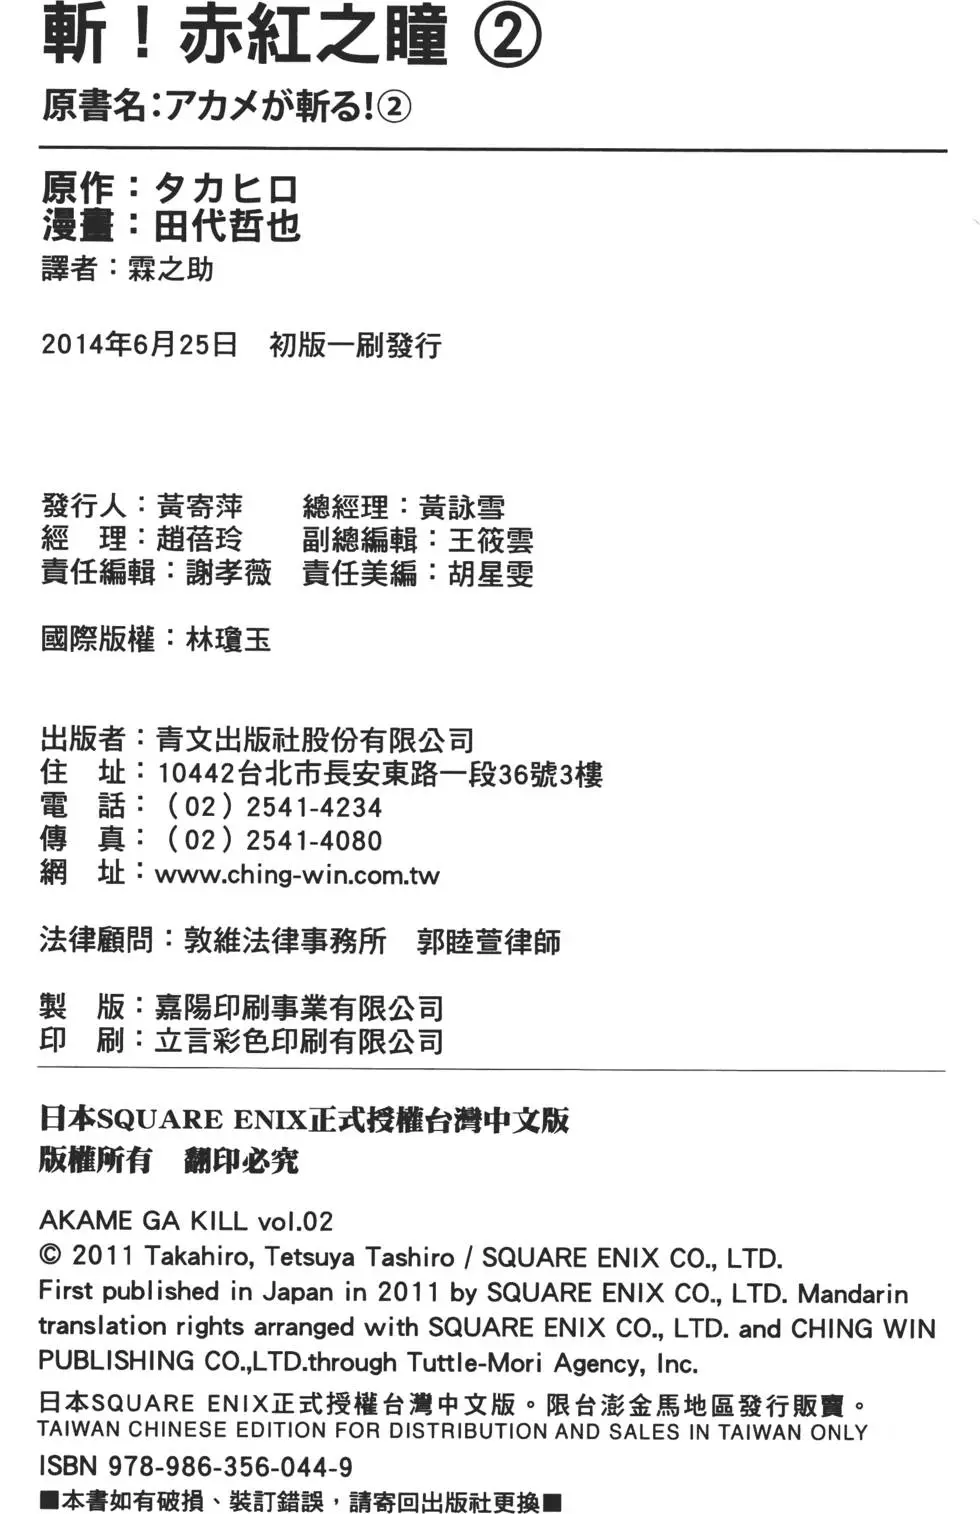 斬！赤紅之瞳 ②
原書名:アカメが斬る!②
原作：タカヒロ
漫畫：田代哲也
譯者：霖之助
2014年6月25日　初版一刷發行
發行人：黃寄萍　　總經理：黃詠雪
經　理：趙蓓玲　　副總編輯：王筱雲
責任編輯：謝孝薇　責任美編：胡星雯
國際版權：林瓊玉
出版者：青文出版社股份有限公司
住　址：10442台北市長安東路一段36號3樓
電　話：（02）2541-4234
傳　真：（02）2541-4080
網　址：www.ching-win.com.tw
法律顧問：敦維法律事務所　郭睦萱律師
製　版：嘉陽印刷事業有限公司
印　刷：立言彩色印刷有限公司
日本SQUARE ENIX正式授權台灣中文版
版權所有　翻印必究
AKAME GA KILL vol.02
© 2011 Takahiro, Tetsuya Tashiro / SQUARE ENIX CO., LTD.
First published in Japan in 2011 by SQUARE ENIX CO., LTD. Mandarin
translation rights arranged with SQUARE ENIX CO., LTD. and CHING WIN
PUBLISHING CO.,LTD.through Tuttle-Mori Agency, Inc.
日本SQUARE ENIX正式授權台灣中文版。限台澎金馬地區發行販賣。
TAIWAN CHINESE EDITION FOR DISTRIBUTION AND SALES IN TAIWAN ONLY
ISBN 978-986-356-044-9
■本書如有破損、裝訂錯誤，請寄回出版社更換■